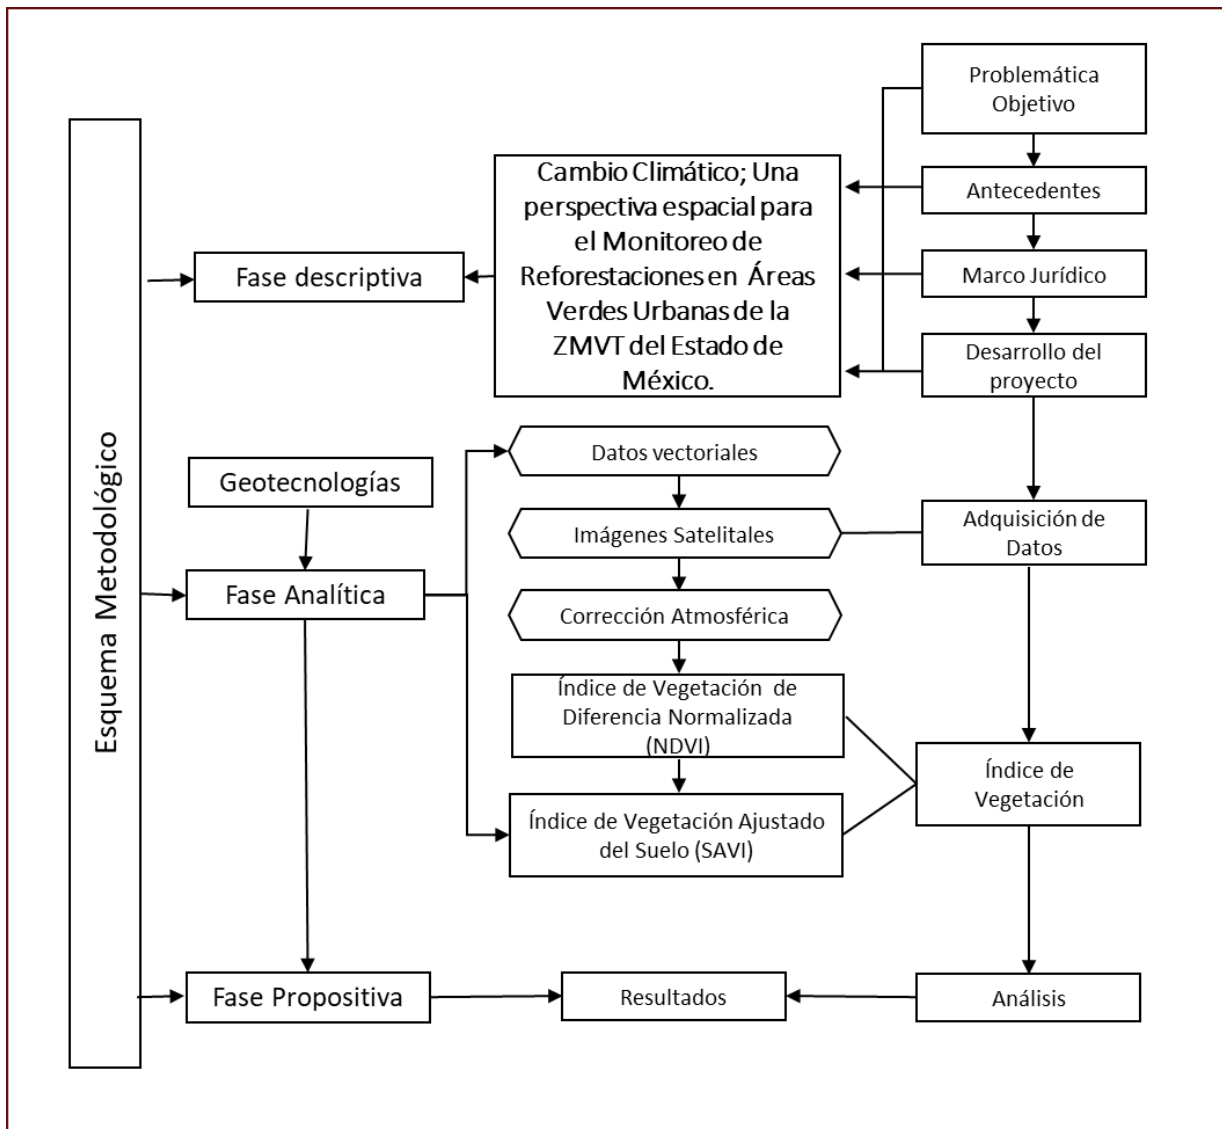 Esquema Metodológico
Problemática
Objetivo
Antecedentes
Marco Jurídico
Desarrollo del
proyecto
Cambio Climático; Una
perspectiva espacial para
el Monitoreo de
Reforestaciones en Áreas
Verdes Urbanas de la
ZMVT del Estado de
México.
Fase descriptiva
Geotecnologías
Fase Analítica
Datos vectoriales
Imágenes Satelitales
Corrección Atmosférica
Índice de Vegetación de
Diferencia Normalizada
(NDVI)
Índice de Vegetación Ajustado
del Suelo (SAVI)
Adquisición de
Datos
Índice de
Vegetación
Fase Propositiva
Resultados
Análisis